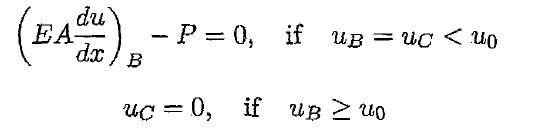 (EA du/dx)_B − P = 0, if u_B = u_C < u_0
u_C = 0, if u_B ≥ u_0